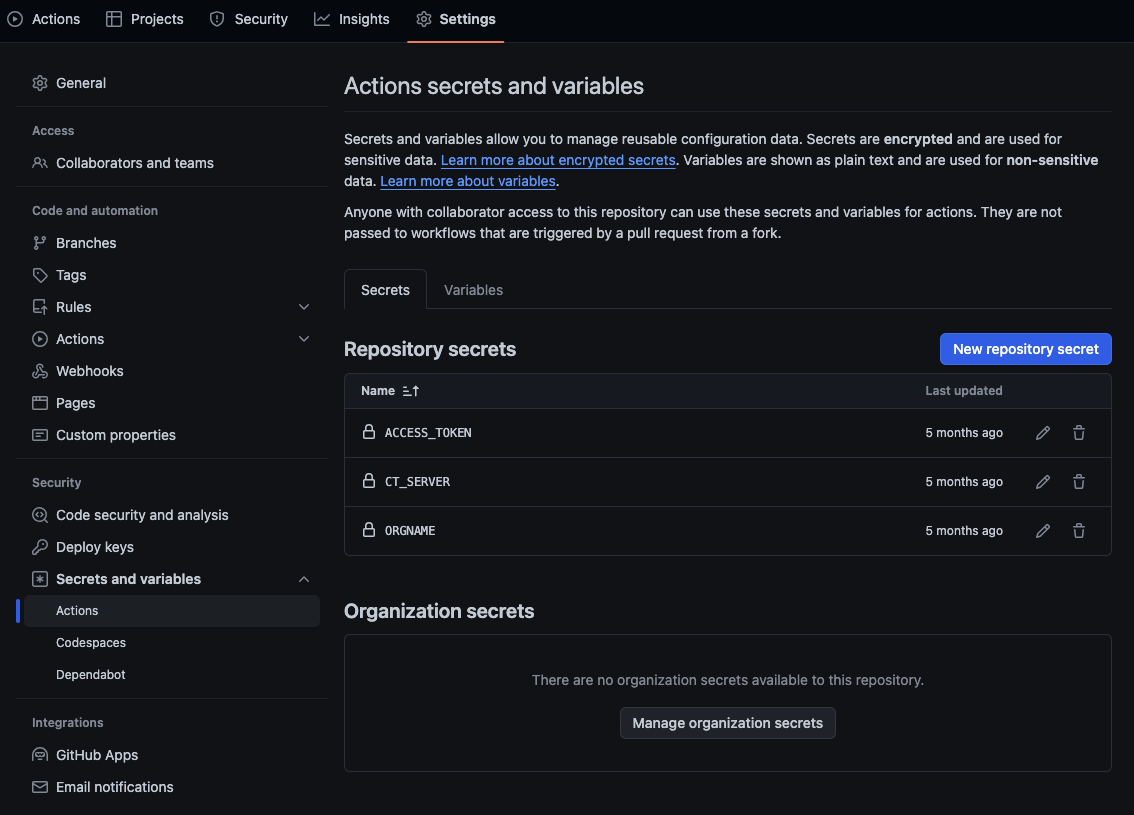 Actions Projects Security Insights Settings
General
Access
Collaborators and teams
Code and automation
Branches
Tags
Rules
Actions
Webhooks
Pages
Custom properties
Security
Code security and analysis
Deploy keys
Secrets and variables
Actions
Codespaces
Dependabot
Integrations
GitHub Apps
Email notifications
Actions secrets and variables
Secrets and variables allow you to manage reusable configuration data. Secrets are encrypted and are used for
sensitive data. Learn more about encrypted secrets. Variables are shown as plain text and are used for non-sensitive
data. Learn more about variables.
Anyone with collaborator access to this repository can use these secrets and variables for actions. They are not
passed to workflows that are triggered by a pull request from a fork.
Secrets Variables
Repository secrets New repository secret
Name Last updated
ACCESS_TOKEN 5 months ago
CT_SERVER 5 months ago
ORGNAME 5 months ago
Organization secrets
There are no organization secrets available to this repository.
Manage organization secrets